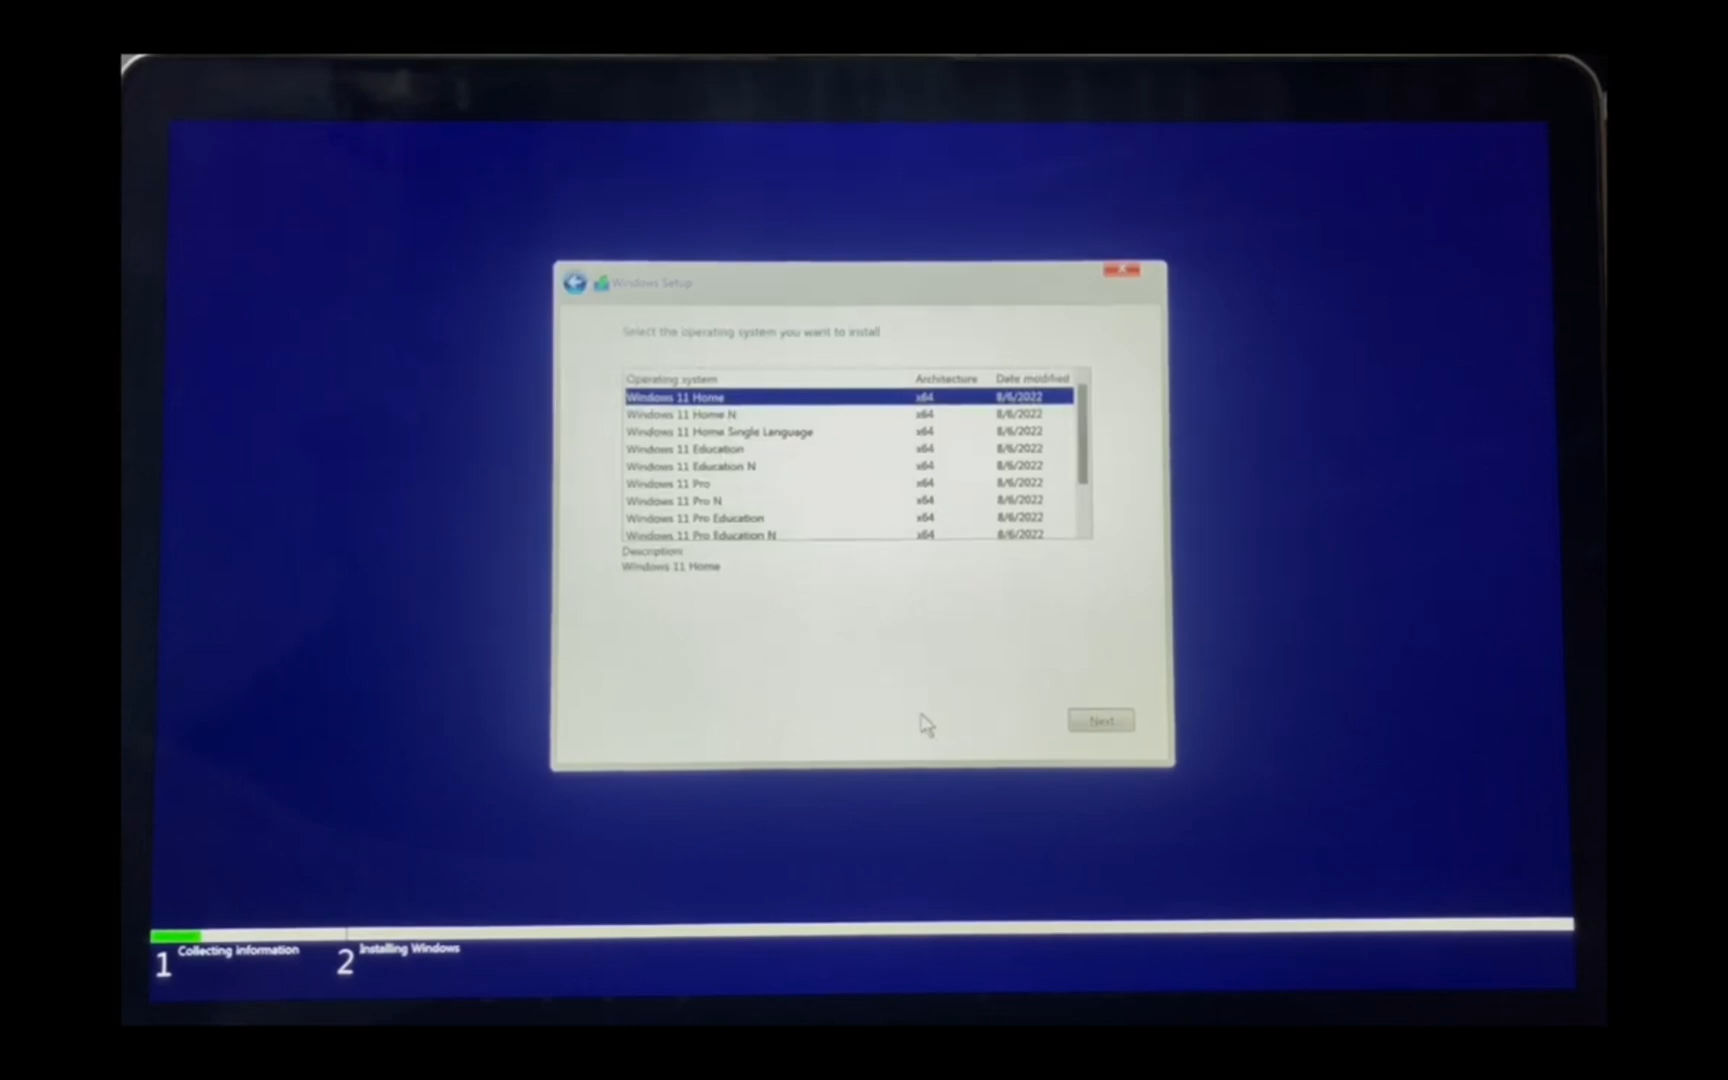 Windows Setup
Select the operating system you want to install
Operating system Architecture Date modified
Windows 11 Home x64 8/6/2022
Windows 11 Home N x64 8/6/2022
Windows 11 Home Single Language x64 8/6/2022
Windows 11 Education x64 8/6/2022
Windows 11 Education N x64 8/6/2022
Windows 11 Pro x64 8/6/2022
Windows 11 Pro N x64 8/6/2022
Windows 11 Pro Education x64 8/6/2022
Windows 11 Pro Education N x64 8/6/2022
Description:
Windows 11 Home
Next
1 Collecting information 2 Installing Windows